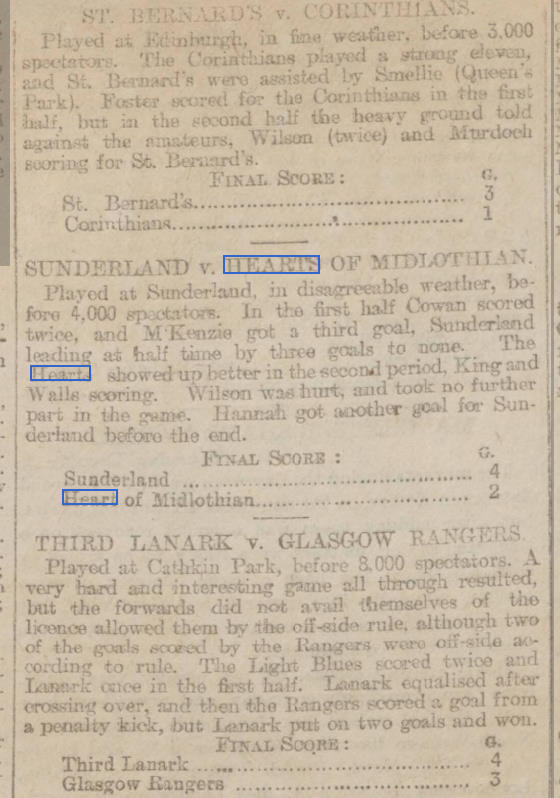 ST. BERNARD'S v. CORINTHIANS.
Played at Edinburgh, in fine weather, before 3,000
spectators. The Corinthians played a strong eleven,
and St. Bernard's were assisted by Smellie (Queen's
Park). Foster scored for the Corinthians in the first
half, but in the second half the heavy ground told
against the amateurs, Wilson (twice) and Murdoch
scoring for St. Bernard's.
FINAL SCORE: G.
St. Bernard's........................................ 3
Corinthians.......................................... 1
SUNDERLAND v. HEARTS OF MIDLOTHIAN.
Played at Sunderland, in disagreeable weather, be-
fore 4,000 spectators. In the first half Cowan scored
twice, and M'Kenzie got a third goal, Sunderland
leading at half time by three goals to none. The
Hearts showed up better in the second period, King and
Walls scoring. Wilson was hurt, and took no further
part in the game. Hannah got another goal for Sun-
derland before the end.
FINAL SCORE: G.
Sunderland ........................................... 4
Heart of Midlothian................................ 2
THIRD LANARK v. GLASGOW RANGERS.
Played at Cathkin Park, before 8,000 spectators. A
very hard and interesting game all through resulted,
but the forwards did not avail themselves of the
licence allowed them by the off-side rule, although two
of the goals scored by the Rangers were off-side ac-
cording to rule. The Light Blues scored twice and
Lanark once in the first half. Lanark equalised after
crossing over, and then the Rangers scored a goal from
a penalty kick, but Lanark put on two goals and won.
FINAL SCORE: G.
Third Lanark ........................................ 4
Glasgow Rangers .................................. 3